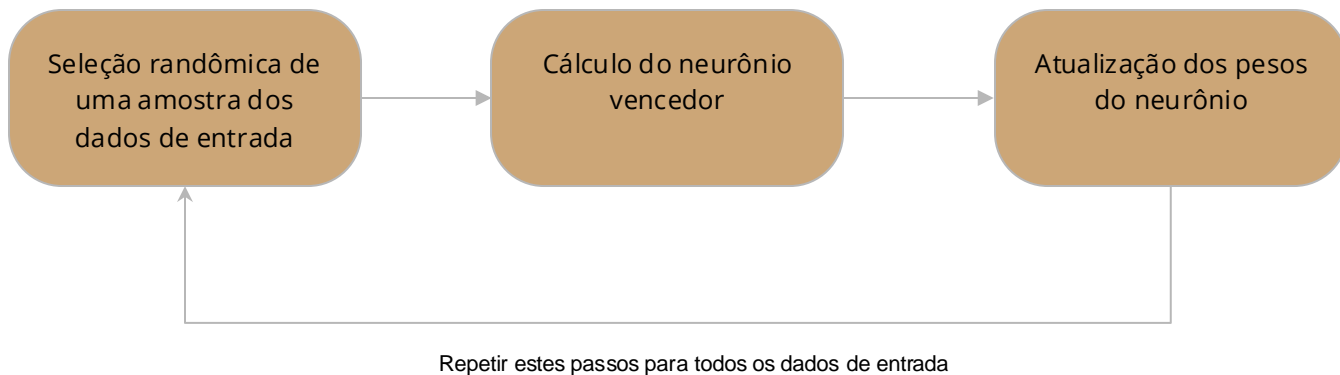 Seleção randômica de
uma amostra dos
dados de entrada
Cálculo do neurônio
vencedor
Atualização dos pesos
do neurônio
Repetir estes passos para todos os dados de entrada